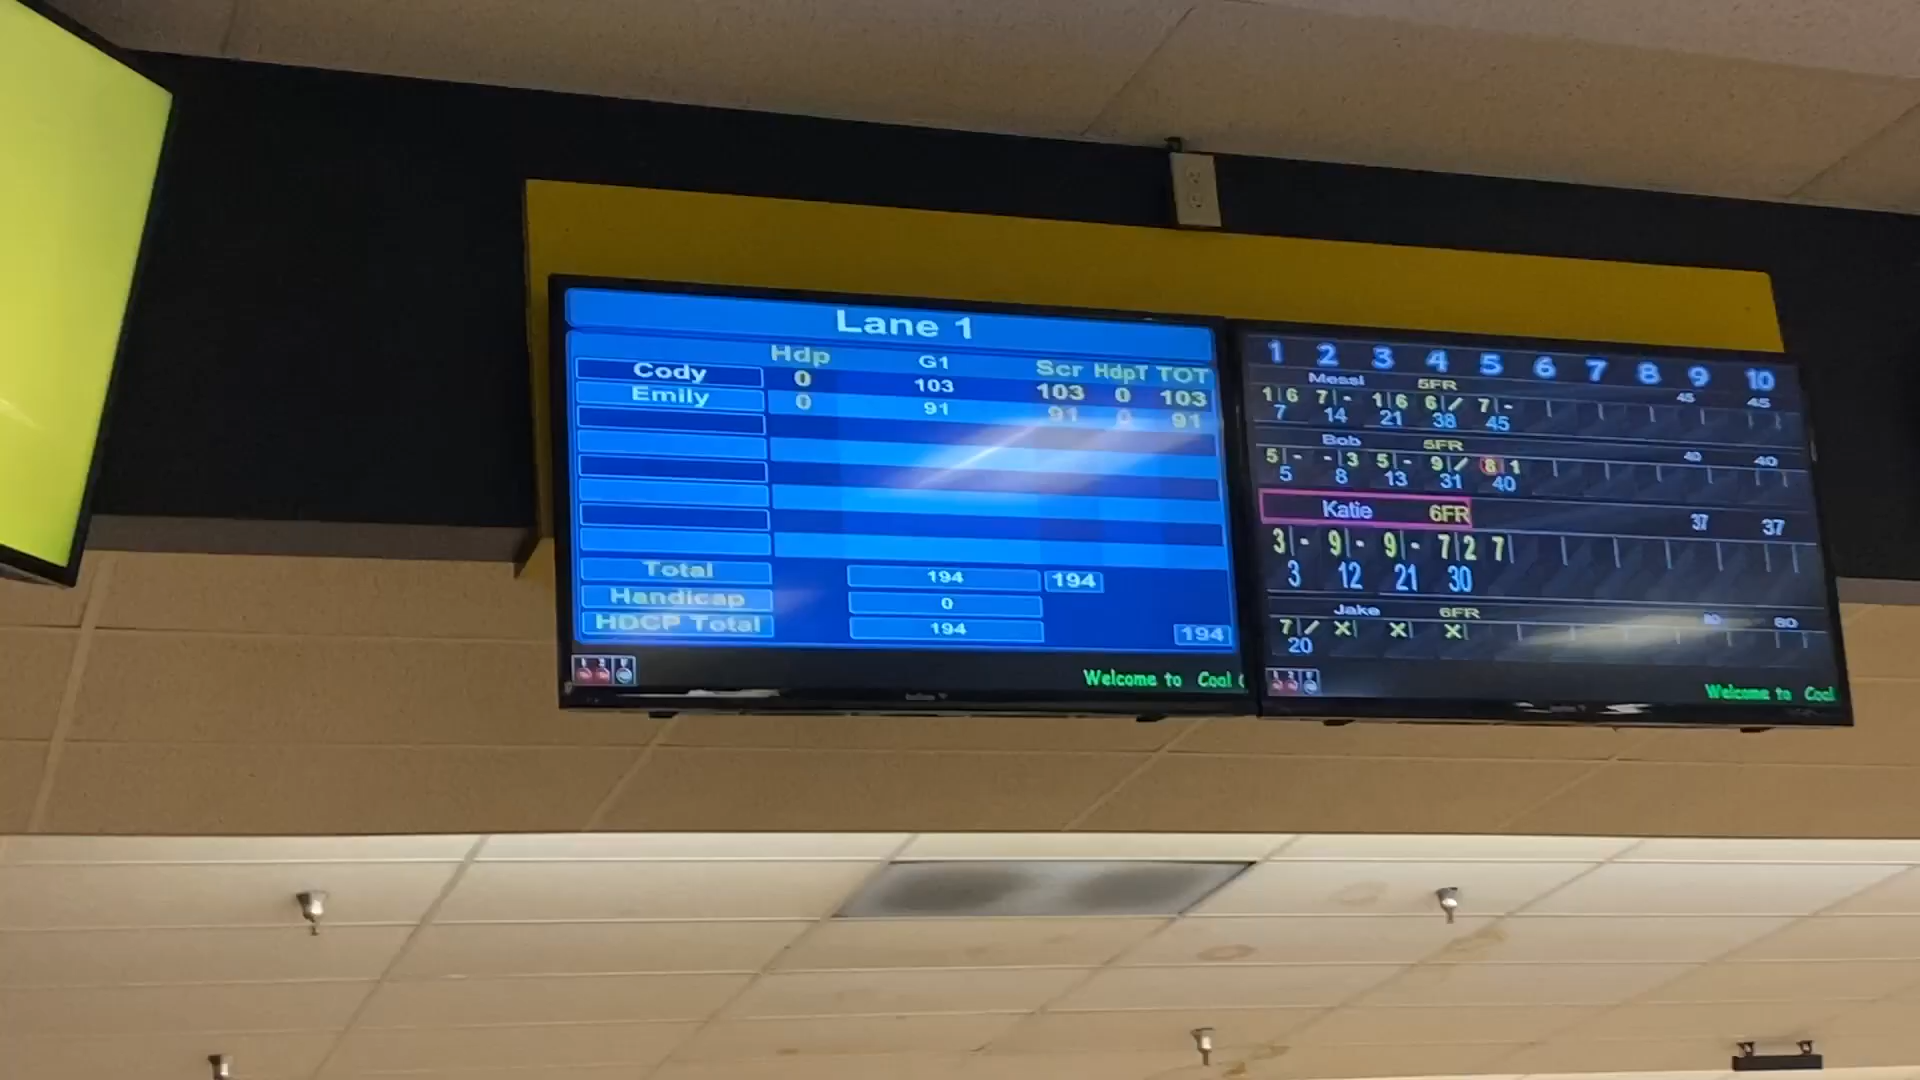 Lane 1
Hdp G1 Scr HdpT TOT
Cody 0 103 103 0 103
Emily 0 91 91 0 91
Total 194 194
Handicap 0
HDCP Total 194 194
Welcome to Coal
1 2 3 4 5 6 7 8 9 10
Messi 5FR 45 45
1 6 7 - 1 6 6 / 7 -
7 14 21 38 45
Bob 5FR 40 40
5 - - 3 5 - 9 / 8 1
5 8 13 31 40
Katie 6FR 37 37
3 - 9 - 9 - 7 2 7
3 12 21 30
Jake 6FR 80
7 / X X X
20
Welcome to Coal